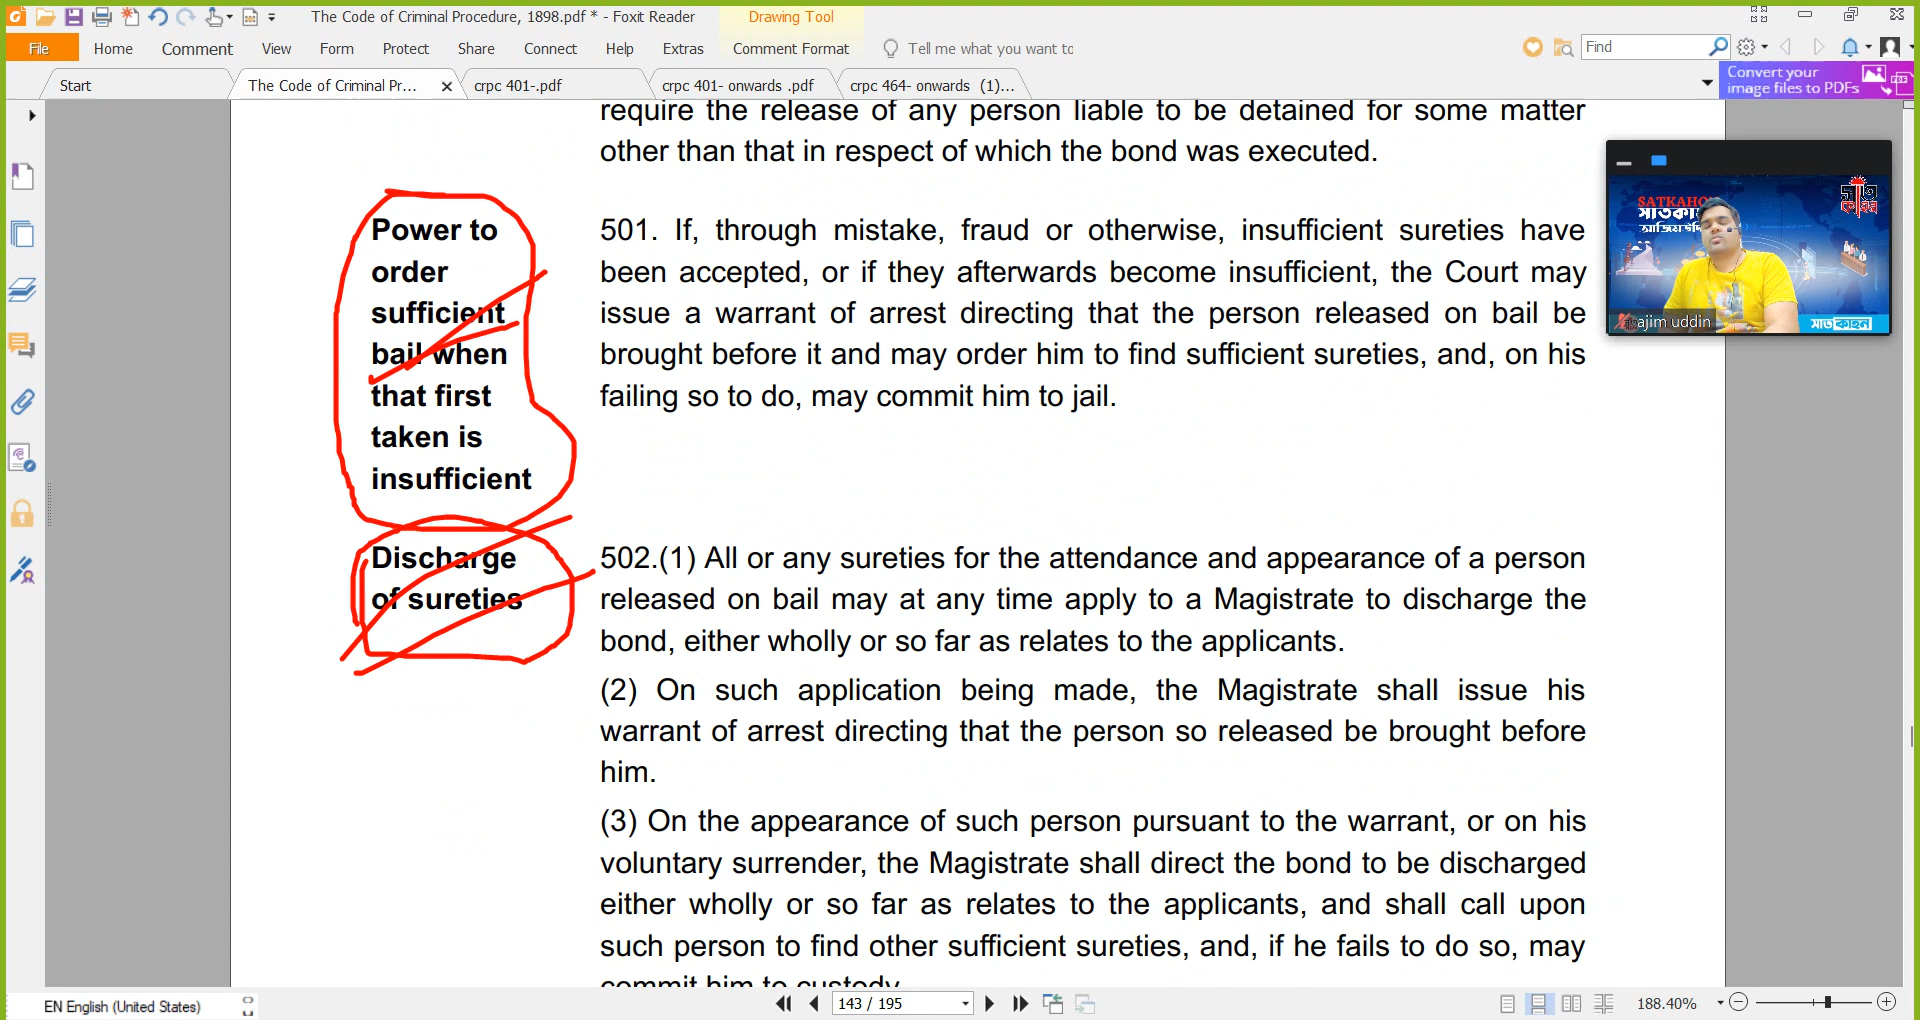 The Code of Criminal Procedure, 1898.pdf * - Foxit Reader
Drawing Tool
File Home Comment View Form Protect Share Connect Help Extras Comment Format Tell me what you want to Find
Start The Code of Criminal Pr... crpc 401-.pdf crpc 401- onwards .pdf crpc 464- onwards (1)...
Convert your
image files to PDFs
require the release of any person liable to be detained for some matter
other than that in respect of which the bond was executed.
Power to
order
sufficient
bail when
that first
taken is
insufficient
501. If, through mistake, fraud or otherwise, insufficient sureties have
been accepted, or if they afterwards become insufficient, the Court may
issue a warrant of arrest directing that the person released on bail be
brought before it and may order him to find sufficient sureties, and, on his
failing so to do, may commit him to jail.
SATKAHO
ajim uddin
সাতকাহন
Discharge
of sureties
502.(1) All or any sureties for the attendance and appearance of a person
released on bail may at any time apply to a Magistrate to discharge the
bond, either wholly or so far as relates to the applicants.
(2) On such application being made, the Magistrate shall issue his
warrant of arrest directing that the person so released be brought before
him.
(3) On the appearance of such person pursuant to the warrant, or on his
voluntary surrender, the Magistrate shall direct the bond to be discharged
either wholly or so far as relates to the applicants, and shall call upon
such person to find other sufficient sureties, and, if he fails to do so, may
commit him to custody.
EN English (United States)
143 / 195
188.40%